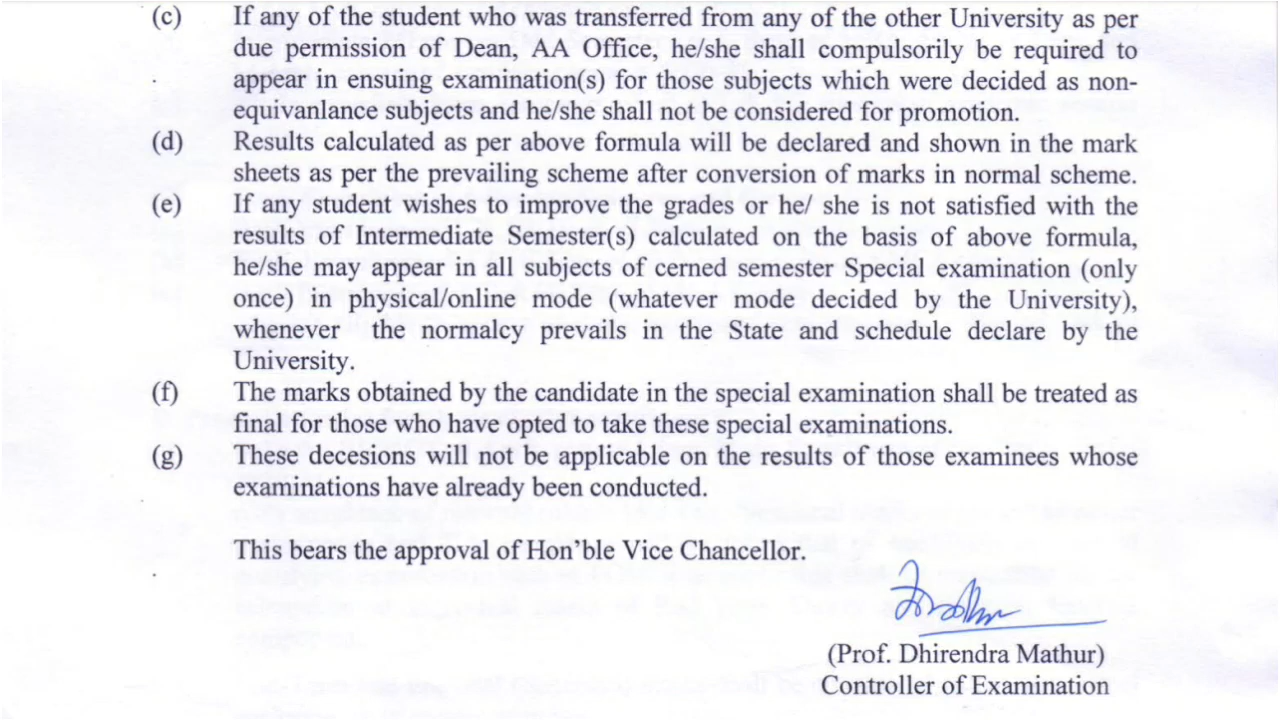 (c) If any of the student who was transferred from any of the other University as per
due permission of Dean, AA Office, he/she shall compulsorily be required to
appear in ensuing examination(s) for those subjects which were decided as non-
equivanlance subjects and he/she shall not be considered for promotion.
(d) Results calculated as per above formula will be declared and shown in the mark
sheets as per the prevailing scheme after conversion of marks in normal scheme.
(e) If any student wishes to improve the grades or he/ she is not satisfied with the
results of Intermediate Semester(s) calculated on the basis of above formula,
he/she may appear in all subjects of cerned semester Special examination (only
once) in physical/online mode (whatever mode decided by the University),
whenever the normalcy prevails in the State and schedule declare by the
University.
(f) The marks obtained by the candidate in the special examination shall be treated as
final for those who have opted to take these special examinations.
(g) These decisions will not be applicable on the results of those examinees whose
examinations have already been conducted.
This bears the approval of Hon'ble Vice Chancellor.
(Prof. Dhirendra Mathur)
Controller of Examination